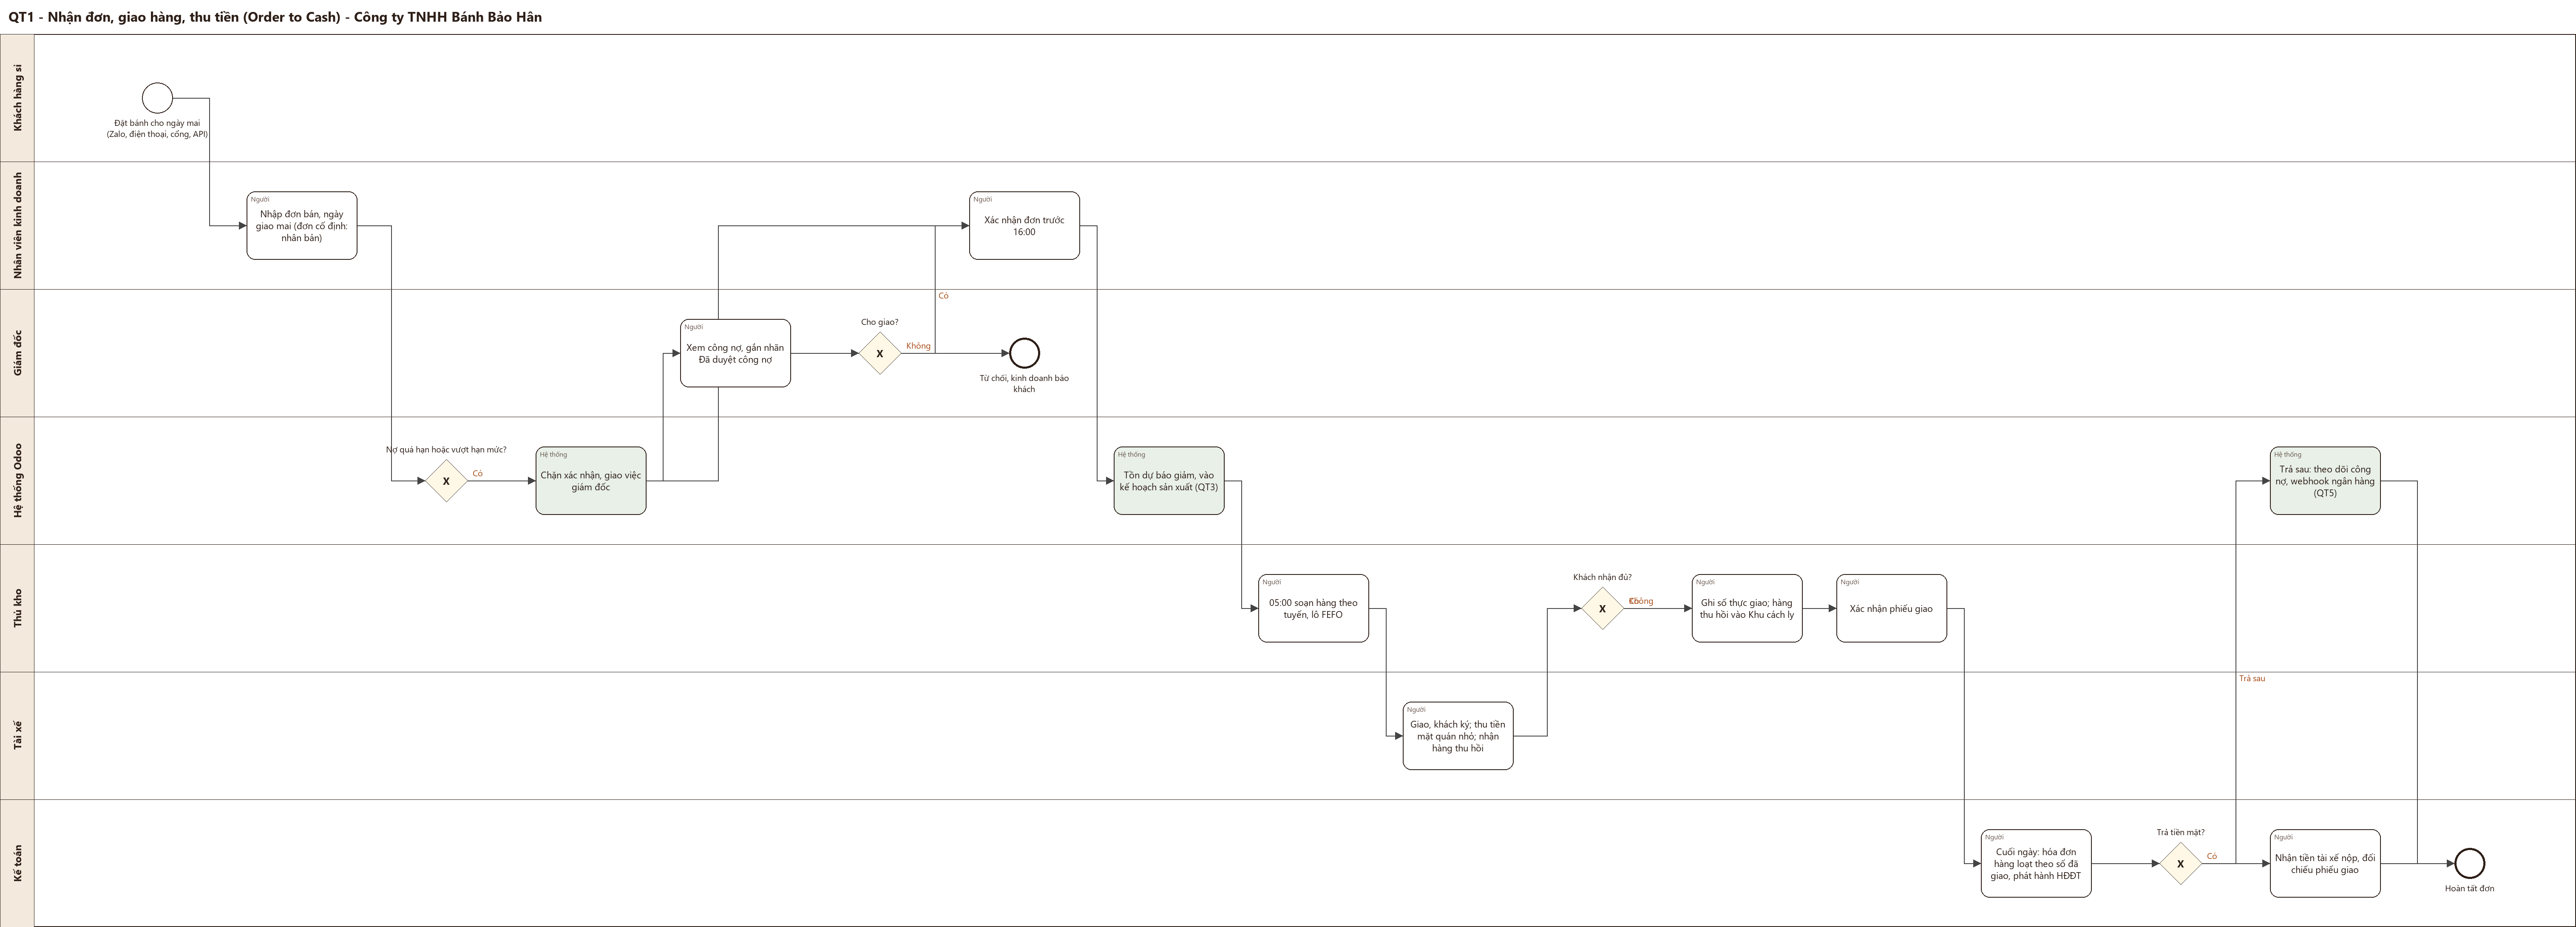 QT1 - Nhận đơn, giao hàng, thu tiền (Order to Cash) - Công ty TNHH Bánh Bảo Hân
Khách hàng sỉ
Đặt bánh cho ngày mai
(Zalo, điện thoại, cổng, API)
Nhân viên kinh doanh
Người
Nhập đơn bán, ngày
giao mai (đơn cố định:
nhân bản)
Người
Xác nhận đơn trước
16:00
Giám đốc
Có
Người
Xem công nợ, gắn nhãn
Đã duyệt công nợ
Cho giao?
X
Không
Từ chối, kinh doanh báo
khách
Hệ thống Odoo
Nợ quá hạn hoặc vượt hạn mức?
X
Có
Hệ thống
Chặn xác nhận, giao việc
giám đốc
Hệ thống
Tồn dự báo giảm, vào
kế hoạch sản xuất (QT3)
Hệ thống
Trả sau: theo dõi công
nợ, webhook ngân hàng
(QT5)
Thủ kho
Người
05:00 soạn hàng theo
tuyến, lô FEFO
Khách nhận đủ?
X
Không
Người
Ghi số thực giao; hàng
thu hồi vào Khu cách ly
Người
Xác nhận phiếu giao
Tài xế
Người
Giao, khách ký; thu tiền
mặt quán nhỏ; nhận
hàng thu hồi
Trả sau
Kế toán
Người
Cuối ngày: hóa đơn
hàng loạt theo số đã
giao, phát hành HĐĐT
Trả tiền mặt?
X
Có
Người
Nhận tiền tài xế nộp, đối
chiếu phiếu giao
Hoàn tất đơn